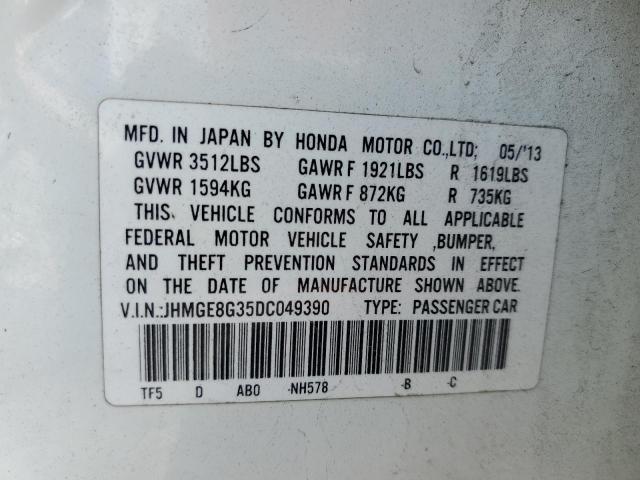 MFD. IN JAPAN BY HONDA MOTOR CO.,LTD; 05/'13
GVWR 3512LBS GAWR F 1921LBS R 1619LBS
GVWR 1594KG GAWR F 872KG R 735KG
THIS VEHICLE CONFORMS TO ALL APPLICABLE
FEDERAL MOTOR VEHICLE SAFETY ,BUMPER,
AND THEFT PREVENTION STANDARDS IN EFFECT
ON THE DATE OF MANUFACTURE SHOWN ABOVE.
V.I.N.:JHMGE8G35DC049390 TYPE: PASSENGER CAR
TF5 D AB0 -NH578 -B -C